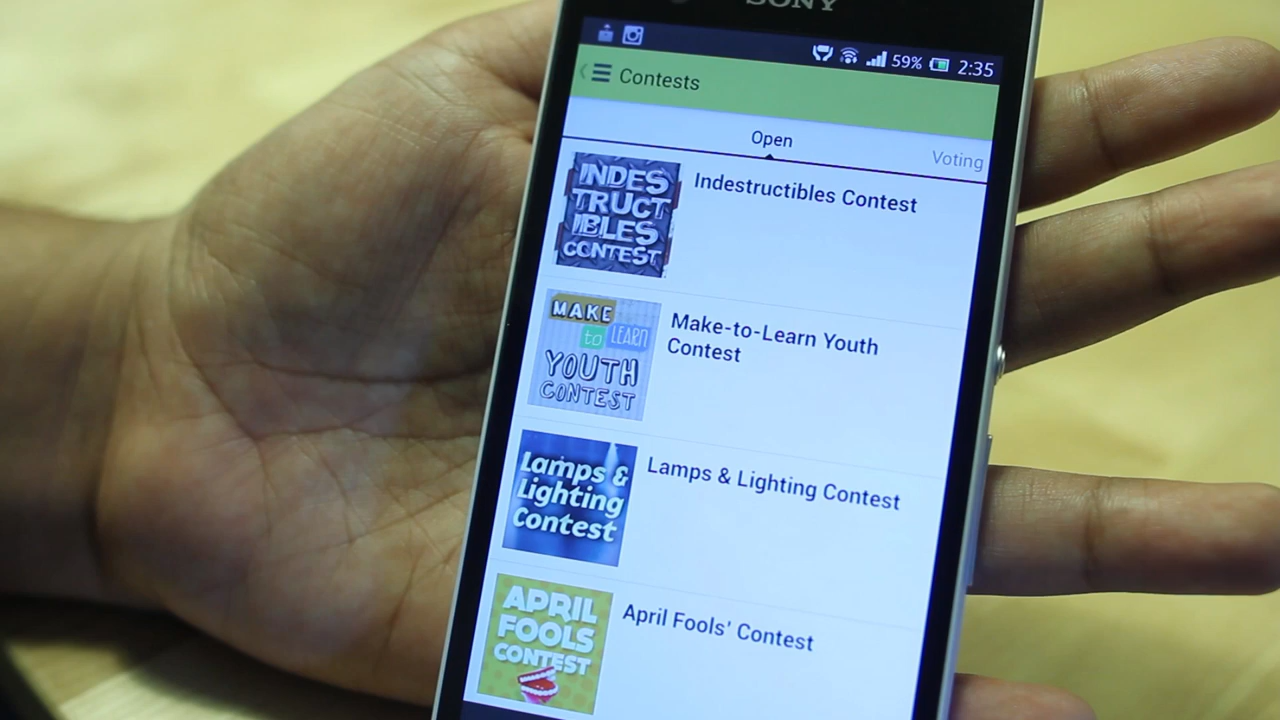 SONY
59% 2:35
Contests
Open
Voting
INDES
TRUCT
IBLES
CONTEST
Indestructibles Contest
MAKE
to LEARN
YOUTH
CONTEST
Make-to-Learn Youth
Contest
Lamps &
Lighting
Contest
Lamps & Lighting Contest
APRIL
FOOLS
CONTEST
April Fools' Contest